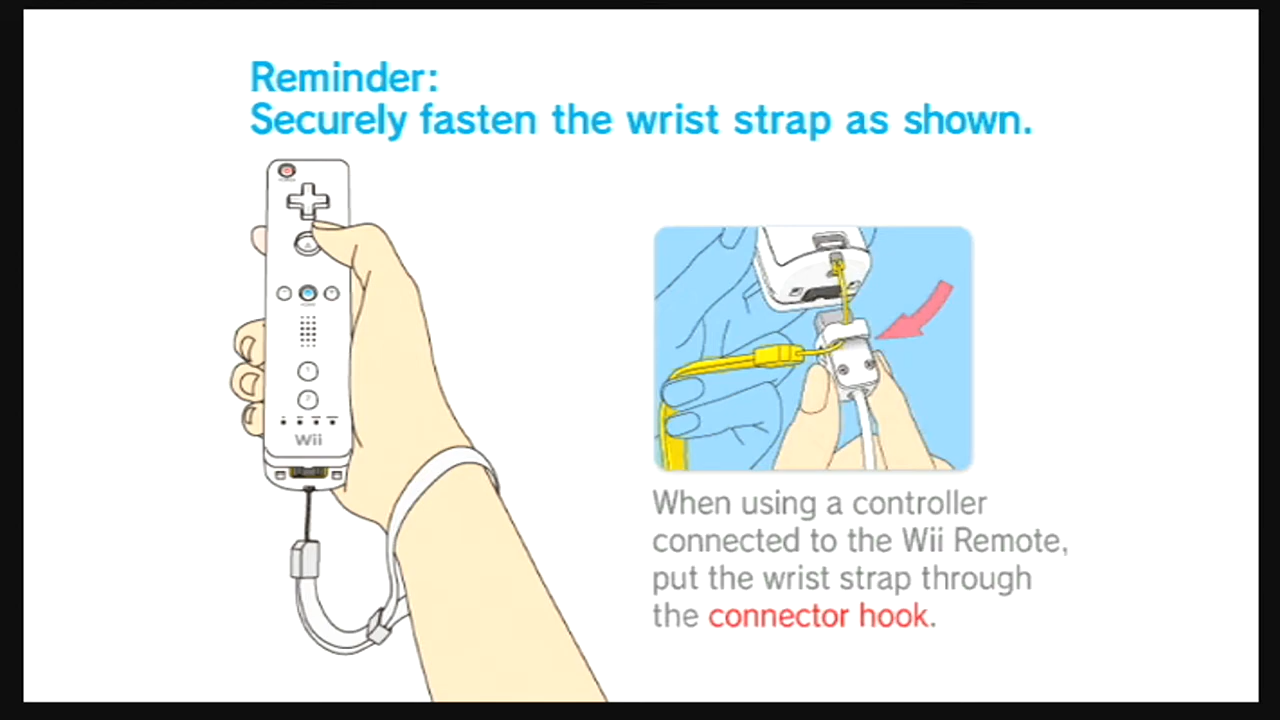 Reminder:
Securely fasten the wrist strap as shown.
Wii
When using a controller
connected to the Wii Remote,
put the wrist strap through
the connector hook.